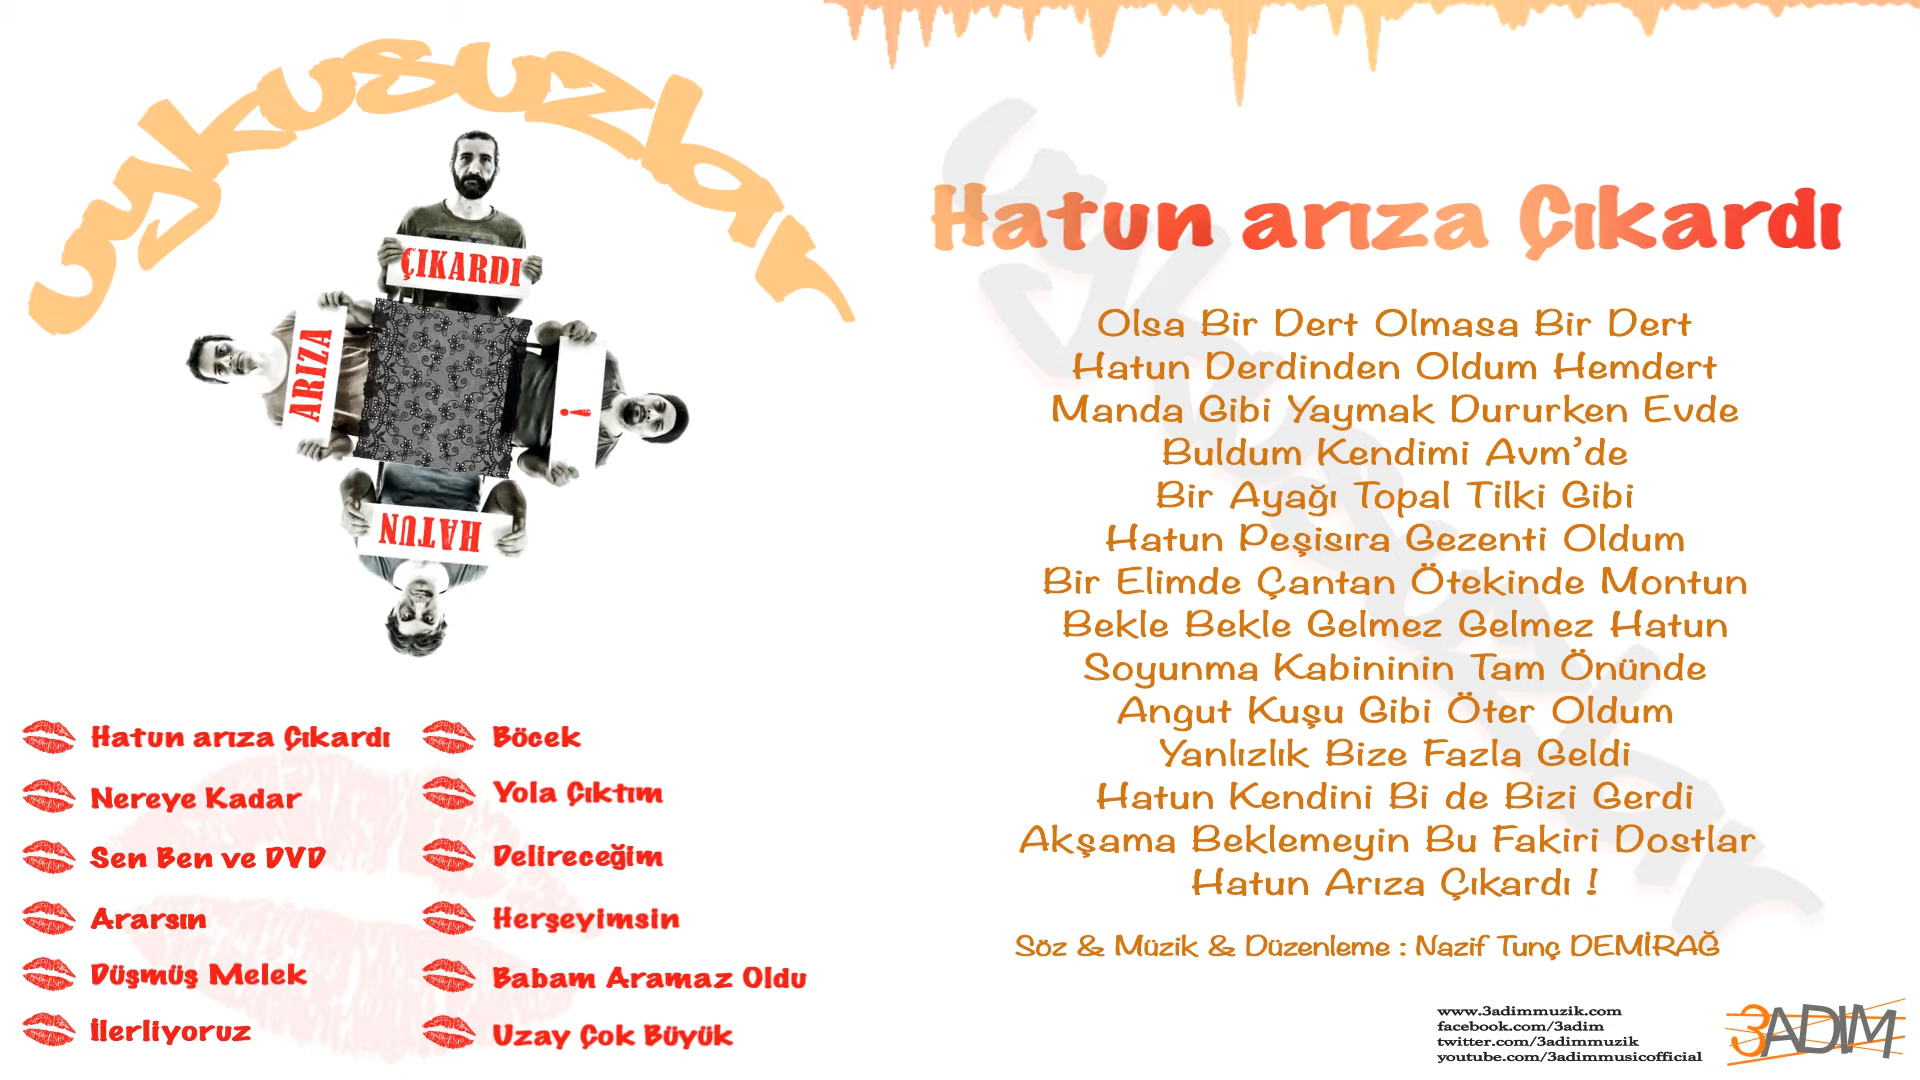 uykusuzlar
ÇIKARDI
ARIZA
!
HATUN
Hatun arıza Çıkardı
Nereye Kadar
Sen Ben ve DVD
Ararsın
Düşmüş Melek
İlerliyoruz
Böcek
Yola Çıktım
Delireceğim
Herşeyimsin
Babam Aramaz Oldu
Uzay Çok Büyük
uykusuzlar
Hatun arıza Çıkardı
Olsa Bir Dert Olmasa Bir Dert
Hatun Derdinden Oldum Hemdert
Manda Gibi Yaymak Dururken Evde
Buldum Kendimi Avm'de
Bir Ayağı Topal Tilki Gibi
Hatun Peşisıra Gezenti Oldum
Bir Elimde Çantan Ötekinde Montun
Bekle Bekle Gelmez Gelmez Hatun
Soyunma Kabininin Tam Önünde
Angut Kuşu Gibi Öter Oldum
Yanlızlık Bize Fazla Geldi
Hatun Kendini Bi de Bizi Gerdi
Akşama Beklemeyin Bu Fakiri Dostlar
Hatun Arıza Çıkardı !
Söz & Müzik & Düzenleme : Nazif Tunç DEMİRAĞ
www.3adimmuzik.com
facebook.com/3adim
twitter.com/3adimmuzik
youtube.com/3adimmusicofficial
3ADIM